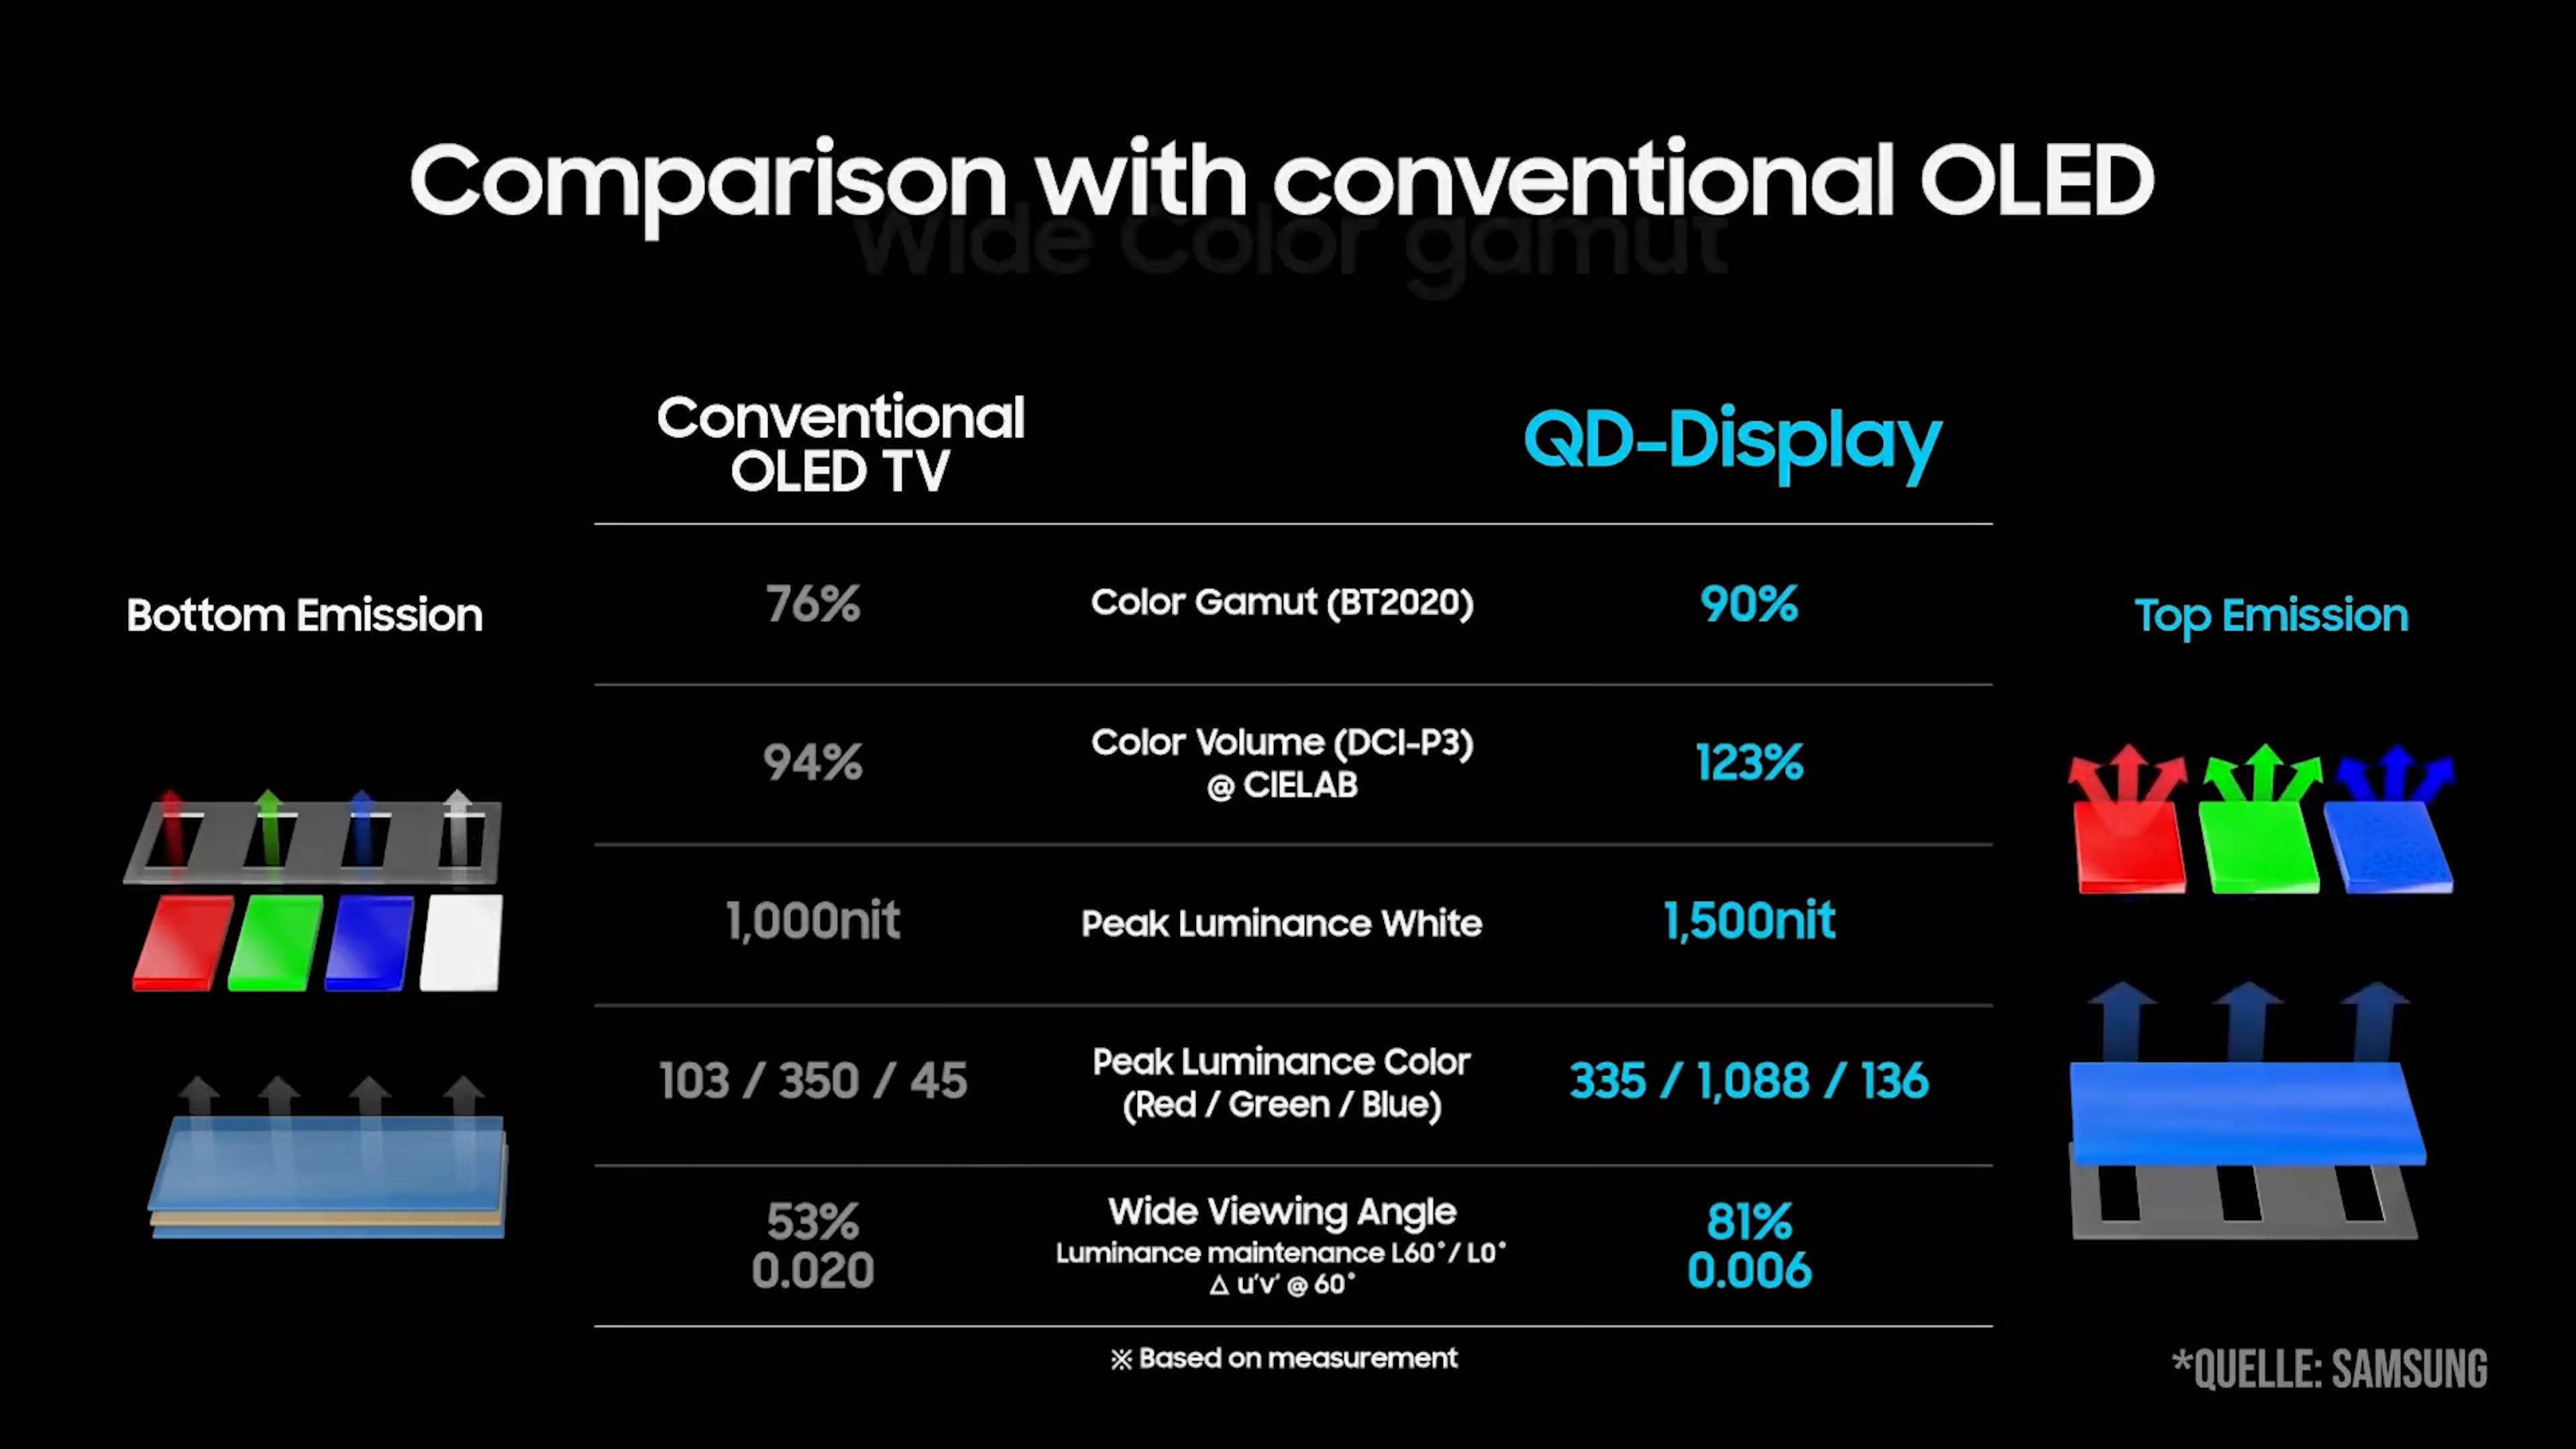 Comparison with conventional OLED
Wide Color gamut
Conventional
OLED TV
QD-Display
Bottom Emission
Top Emission
76%
Color Gamut (BT2020)
90%
94%
Color Volume (DCI-P3)
@ CIELAB
123%
1,000nit
Peak Luminance White
1,500nit
103 / 350 / 45
Peak Luminance Color
(Red / Green / Blue)
335 / 1,088 / 136
53%
0.020
Wide Viewing Angle
Luminance maintenance L60˚/ L0˚
Δ u'v' @ 60˚
81%
0.006
※ Based on measurement
*QUELLE: SAMSUNG